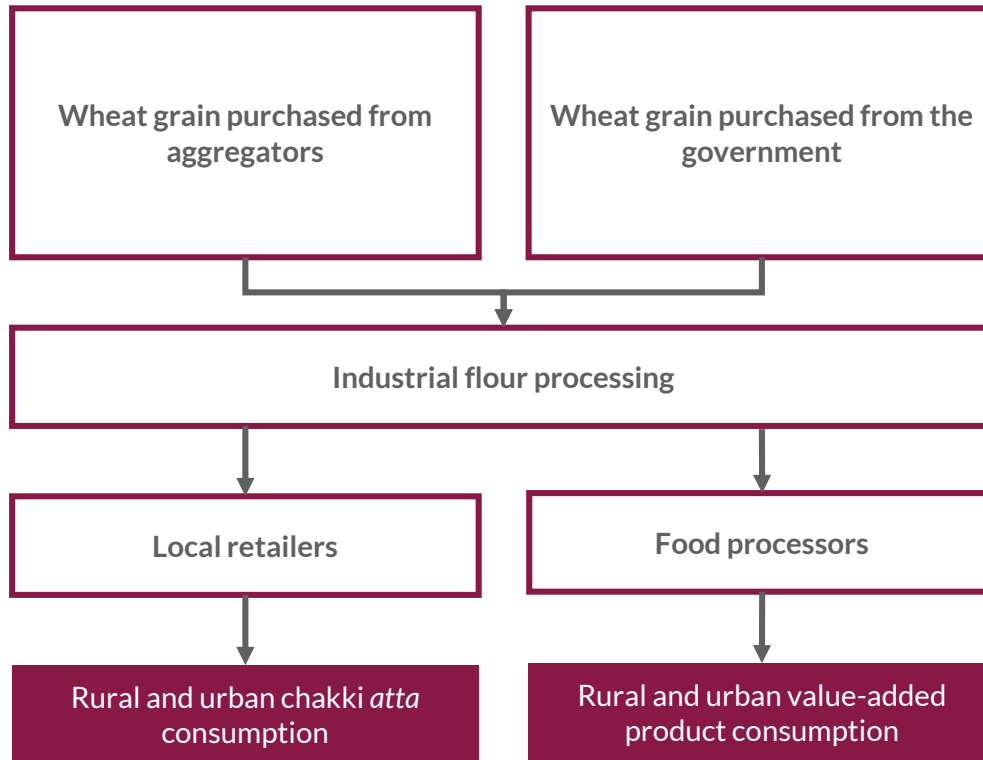 Wheat grain purchased from
aggregators
Wheat grain purchased from the
government
Industrial flour processing
Local retailers
Food processors
Rural and urban chakki atta
consumption
Rural and urban value-added
product consumption